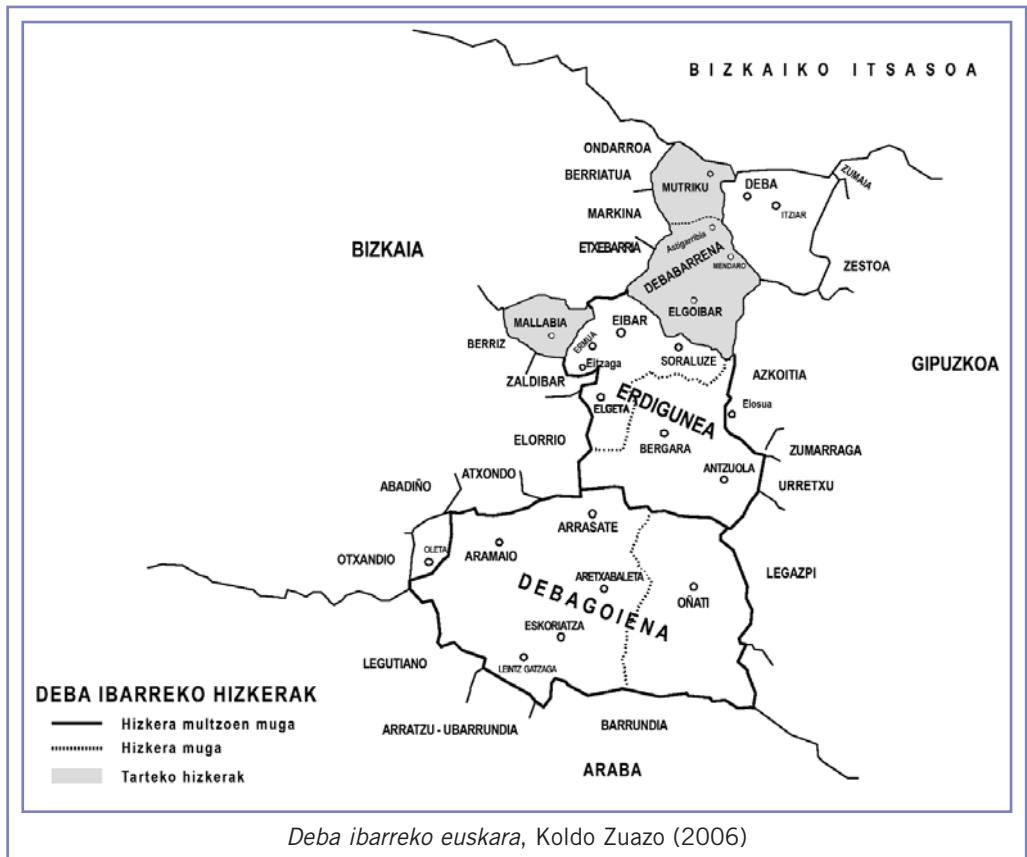 BIZKAIKO ITSASOA
ONDARROA
BERRIATUA
MUTRIKU
DEBA
ITZIAR
ZUMAIA
MARKINA
ETXEBARRIA
Astigarribia
DEBABARRENA
MENDARO
ZESTOA
BIZKAIA
ELGOIBAR
MALLABIA
EIBAR
ERMUA
BERRIZ
Eitzaga
SORALUZE
GIPUZKOA
AZKOITIA
ZALDIBAR
ERDIGUNEA
ELGETA
Elosua
ELORRIO
BERGARA
ZUMARRAGA
ANTZUOLA
ATXONDO
URRETXU
ABADIÑO
ARRASATE
OTXANDIO
OLETA
ARAMAIO
LEGAZPI
ARETXABALETA
OÑATI
DEBAGOIENA
ESKORIATZA
LEGUTIANO
LEINTZ GATZAGA
DEBA IBARREKO HIZKERAK
Hizkera multzoen muga
Hizkera muga
Tarteko hizkerak
ARRATZU - UBARRUNDIA
BARRUNDIA
ARABA
Deba ibarreko euskara, Koldo Zuazo (2006)